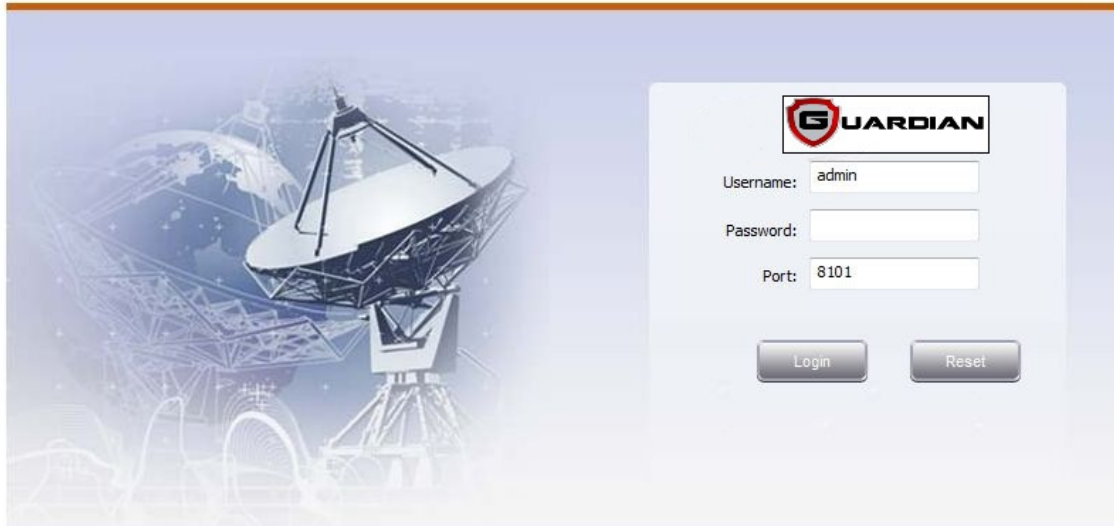 GUARDIAN
Username: admin
Password:
Port: 8101
Login Reset